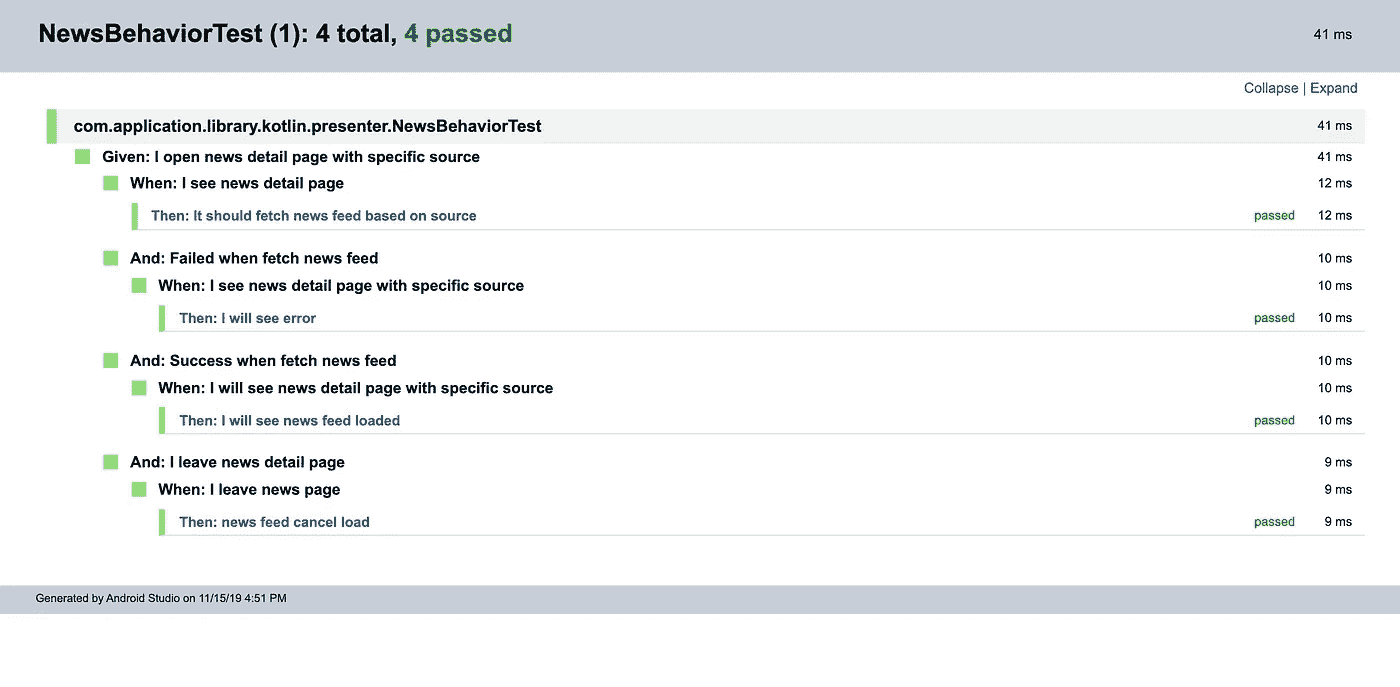 NewsBehaviorTest (1): 4 total, 4 passed 41 ms
Collapse | Expand
com.application.library.kotlin.presenter.NewsBehaviorTest 41 ms
Given: I open news detail page with specific source 41 ms
When: I see news detail page 12 ms
Then: It should fetch news feed based on source passed 12 ms
And: Failed when fetch news feed 10 ms
When: I see news detail page with specific source 10 ms
Then: I will see error passed 10 ms
And: Success when fetch news feed 10 ms
When: I will see news detail page with specific source 10 ms
Then: I will see news feed loaded passed 10 ms
And: I leave news detail page 9 ms
When: I leave news page 9 ms
Then: news feed cancel load passed 9 ms
Generated by Android Studio on 11/15/19 4:51 PM